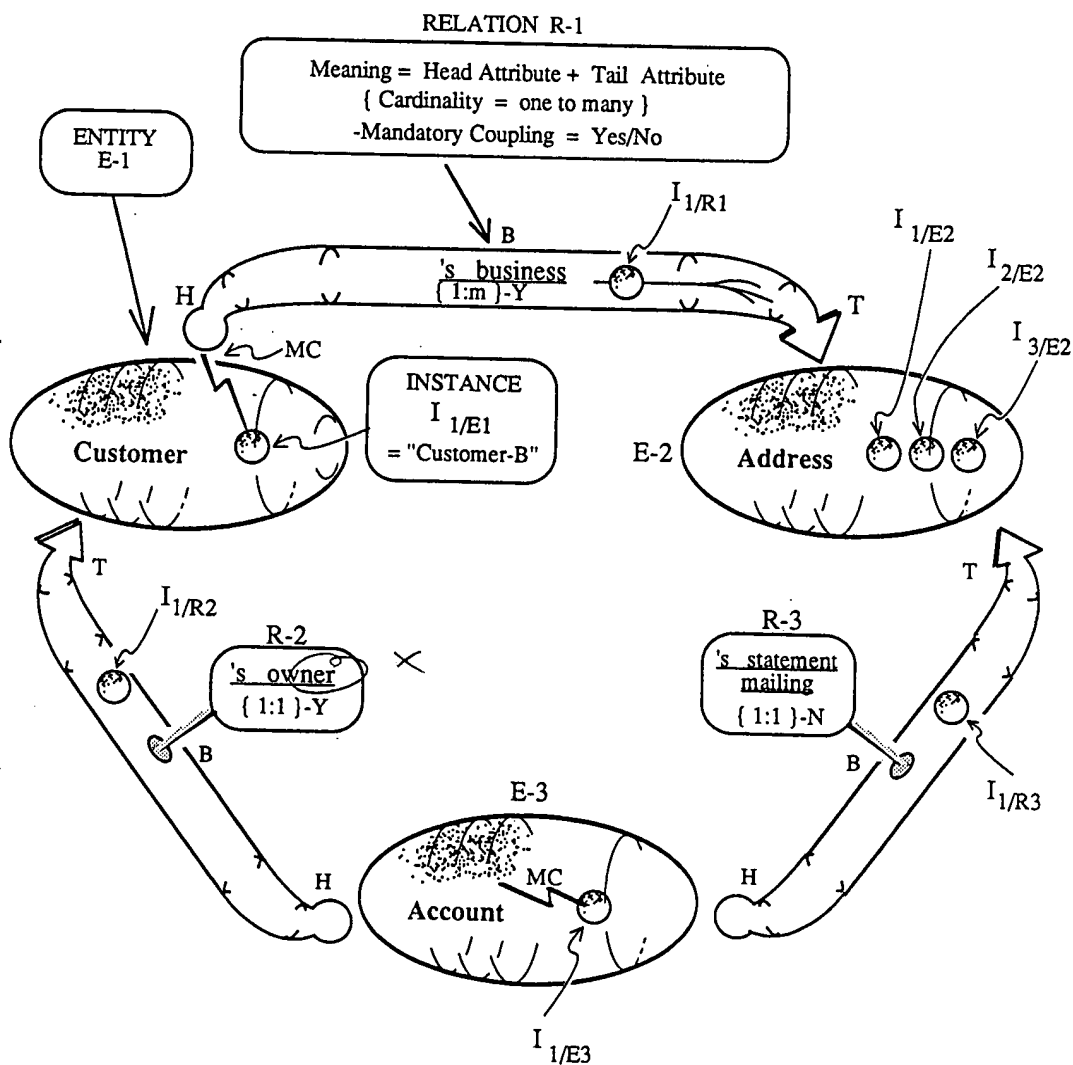 RELATION R-1
Meaning = Head Attribute + Tail Attribute
{ Cardinality = one to many }
-Mandatory Coupling = Yes/No
ENTITY
E-1
I 1/R1
B
I 1/E2
's business
{ 1:m }-Y
I 2/E2
H
T
I 3/E2
MC
INSTANCE
I 1/E1
= "Customer-B"
Customer
E-2
Address
T
T
I 1/R2
R-2
's owner
{ 1:1 }-Y
R-3
's statement
mailing
{ 1:1 }-N
B
B
I 1/R3
E-3
H
MC
H
Account
I 1/E3